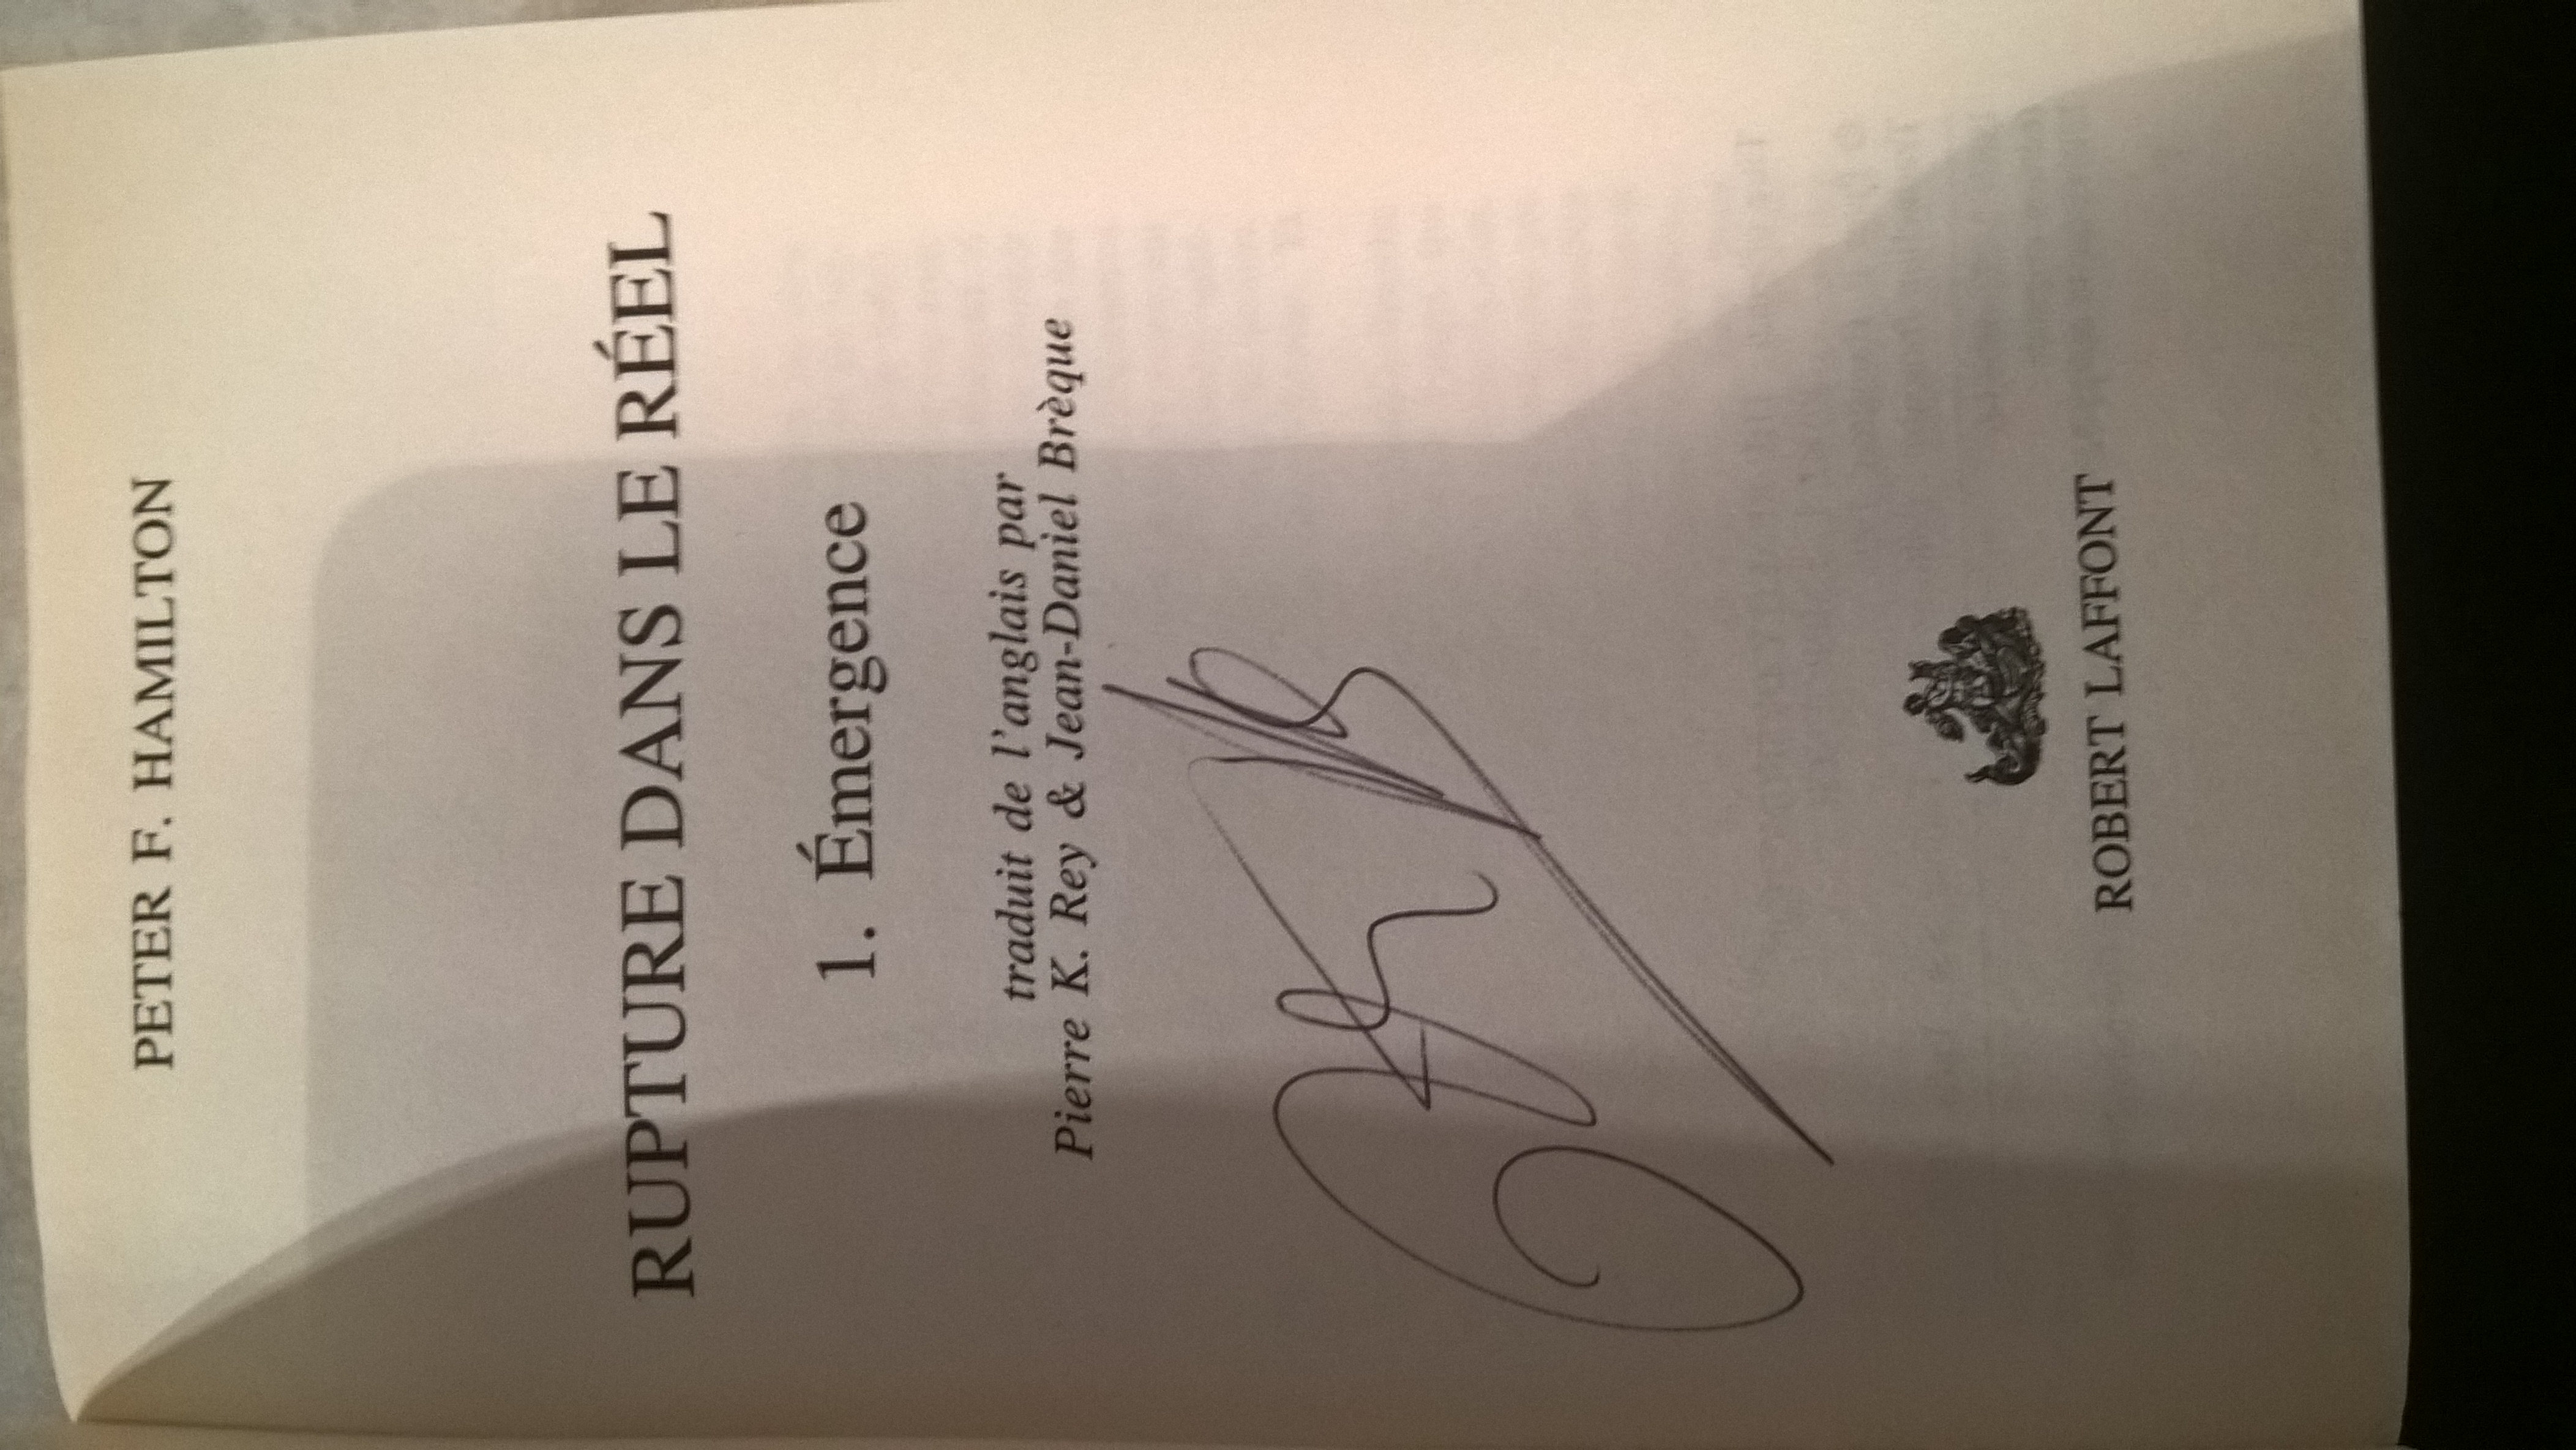 PETER F. HAMILTON
RUPTURE DANS LE RÉEL
1. Émergence
traduit de l'anglais par
Pierre K. Rey & Jean-Daniel Brèque
ROBERT LAFFONT